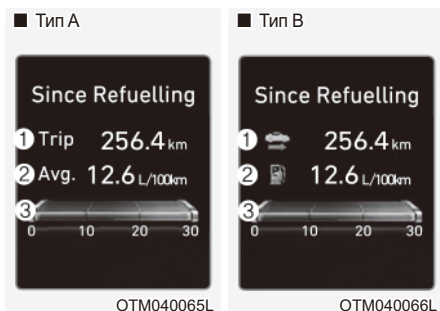 ■ Тип A
Since Refuelling
① Trip 256.4 km
② Avg. 12.6 L/100km
③
0 10 20 30
OTM040065L
■ Тип B
Since Refuelling
① 256.4 km
② 12.6 L/100km
③
0 10 20 30
OTM040066L